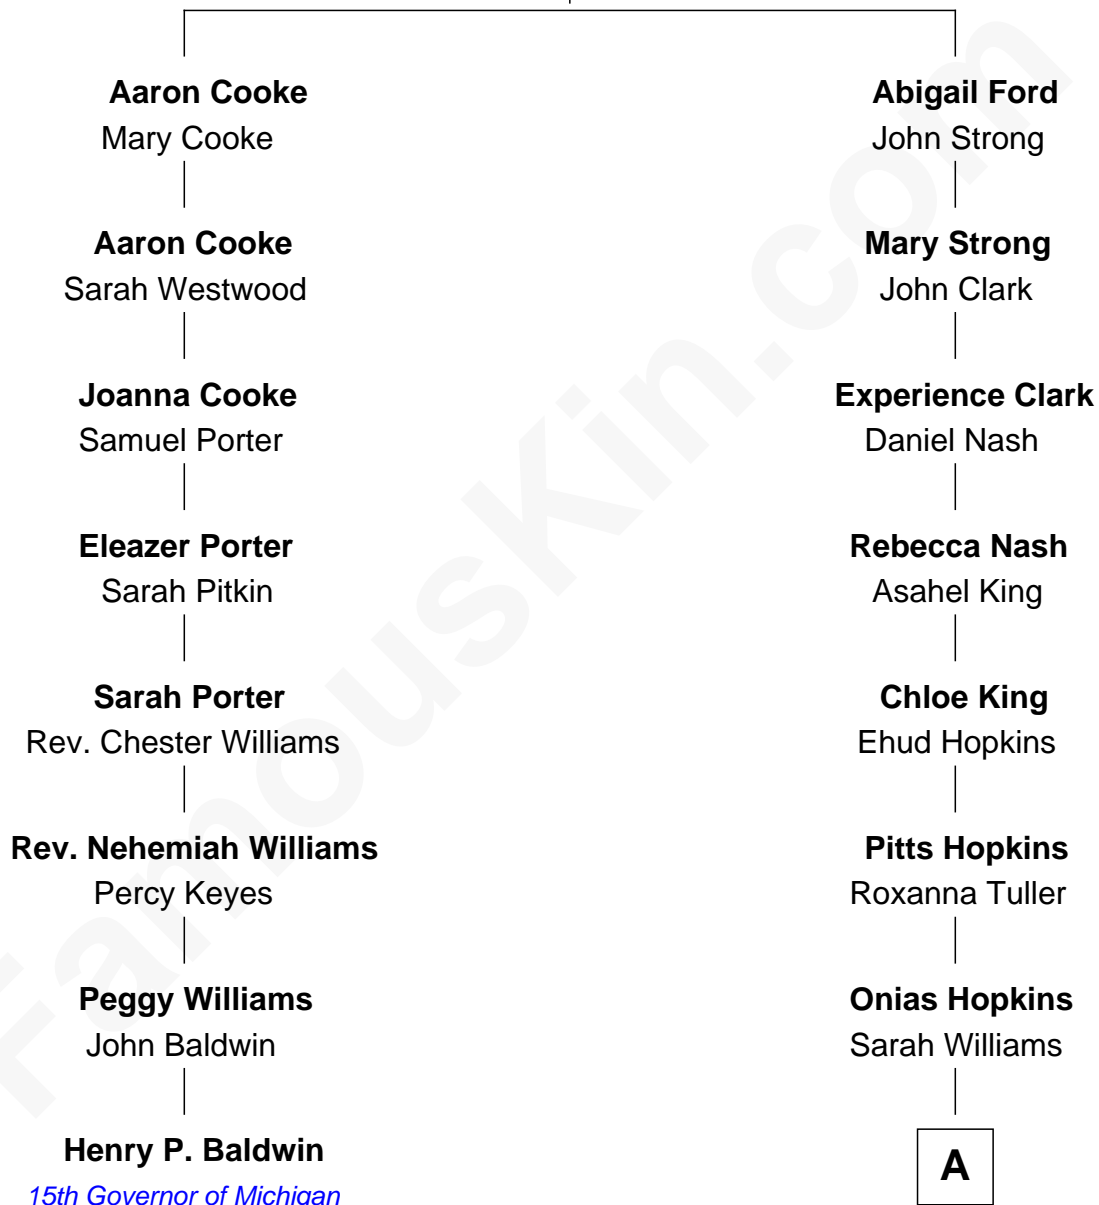 Aaron Cooke
Mary Cooke
Aaron Cooke
Sarah Westwood
Joanna Cooke
Samuel Porter
Eleazer Porter
Sarah Pitkin
Sarah Porter
Rev. Chester Williams
Rev. Nehemiah Williams
Percy Keyes
Peggy Williams
John Baldwin
Henry P. Baldwin
15th Governor of Michigan
Abigail Ford
John Strong
Mary Strong
John Clark
Experience Clark
Daniel Nash
Rebecca Nash
Asahel King
Chloe King
Ehud Hopkins
Pitts Hopkins
Roxanna Tuller
Onias Hopkins
Sarah Williams
A
FamousKin.com